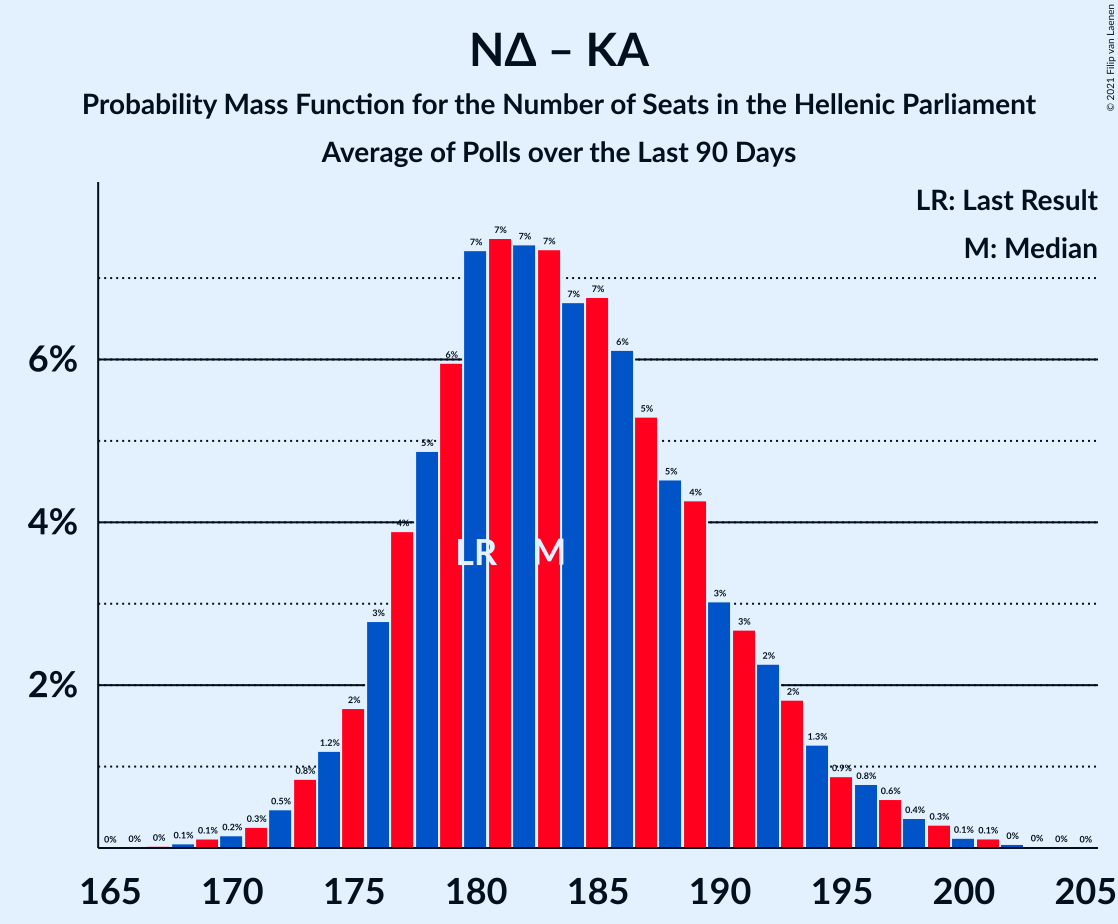 ΝΔ – ΚΑ
Probability Mass Function for the Number of Seats in the Hellenic Parliament
Average of Polls over the Last 90 Days
© 2021 Filip van Laenen
LR: Last Result
M: Median
6%
4%
2%
0% 0% 0% 0.1% 0.1% 0.2% 0.3% 0.5% 0.8% 1.2% 2% 3% 4% 5% 6% 7% 7% 7% 7% 7% 7% 6% 5% 5% 4% 3% 3% 2% 2% 1.3% 0.9% 0.8% 0.6% 0.4% 0.3% 0.1% 0.1% 0% 0% 0% 0%
LR M
165 170 175 180 185 190 195 200 205